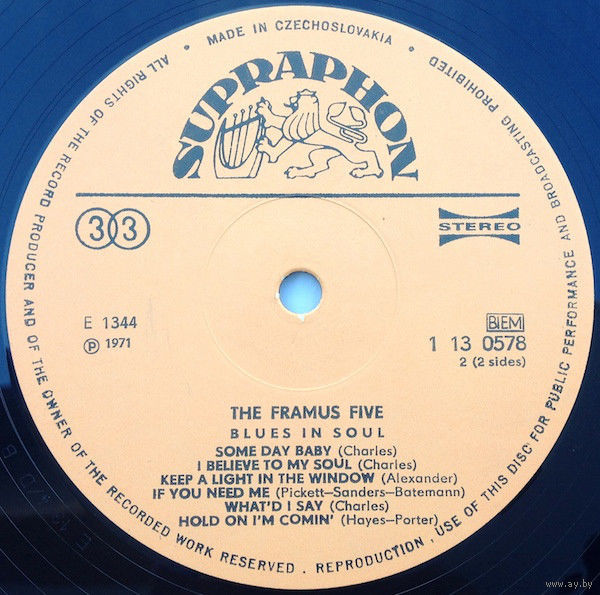 MADE IN CZECHOSLOVAKIA
ALL RIGHTS OF THE RECORD PRODUCER AND OF THE OWNER OF THE RECORDED WORK RESERVED . REPRODUCTION , USE OF THIS DISC FOR PUBLIC PERFORMANCE AND BROADCASTING PROHIBITED
SUPRAPHON
33
STEREO
E 1344
BIEM
Ⓟ 1971
1 13 0578
2 (2 sides)
THE FRAMUS FIVE
BLUES IN SOUL
SOME DAY BABY (Charles)
I BELIEVE TO MY SOUL (Charles)
KEEP A LIGHT IN THE WINDOW (Alexander)
IF YOU NEED ME (Pickett–Sanders–Batemann)
WHAT'D I SAY (Charles)
HOLD ON I'M COMIN' (Hayes–Porter)
www.ay.by